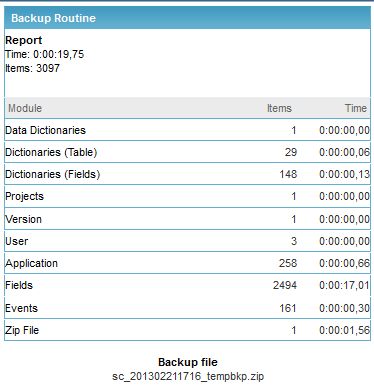 Backup Routine
Report
Time: 0:00:19,75
Items: 3097
Module Items Time
Data Dictionaries 1 0:00:00,00
Dictionaries (Table) 29 0:00:00,06
Dictionaries (Fields) 148 0:00:00,13
Projects 1 0:00:00,00
Version 1 0:00:00,00
User 3 0:00:00,00
Application 258 0:00:00,66
Fields 2494 0:00:17,01
Events 161 0:00:00,30
Zip File 1 0:00:01,56
Backup file
sc_201302211716_tempbkp.zip